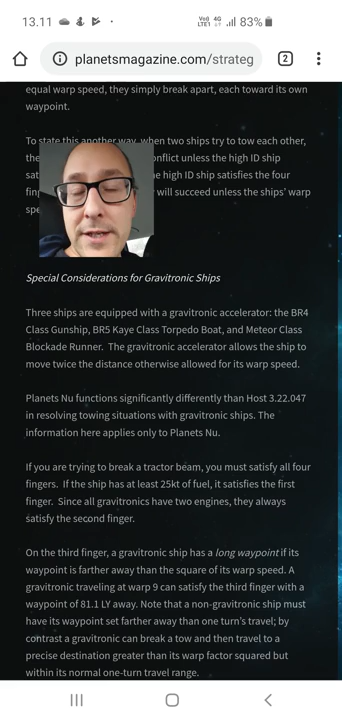 13.11 Vo)) 4G LTE1 83%
planetsmagazine.com/strateg 2
equal warp speed, they simply break apart, each toward its own
waypoint.
To state this another way, when two ships try to tow each other,
the onflict unless the high ID ship
sat he high ID ship satisfies the four
fing will succeed unless the ships' warp
spe
Special Considerations for Gravitronic Ships
Three ships are equipped with a gravitronic accelerator: the BR4
Class Gunship, BR5 Kaye Class Torpedo Boat, and Meteor Class
Blockade Runner. The gravitronic accelerator allows the ship to
move twice the distance otherwise allowed for its warp speed.
Planets Nu functions significantly differently than Host 3.22.047
in resolving towing situations with gravitronic ships. The
information here applies only to Planets Nu.
If you are trying to break a tractor beam, you must satisfy all four
fingers. If the ship has at least 25kt of fuel, it satisfies the first
finger. Since all gravitronics have two engines, they always
satisfy the second finger.
On the third finger, a gravitronic ship has a long waypoint if its
waypoint is farther away than the square of its warp speed. A
gravitronic traveling at warp 9 can satisfy the third finger with a
waypoint of 81.1 LY away. Note that a non-gravitronic ship must
have its waypoint set farther away than one turn's travel; by
contrast a gravitronic can break a tow and then travel to a
precise destination greater than its warp factor squared but
within its normal one-turn travel range.